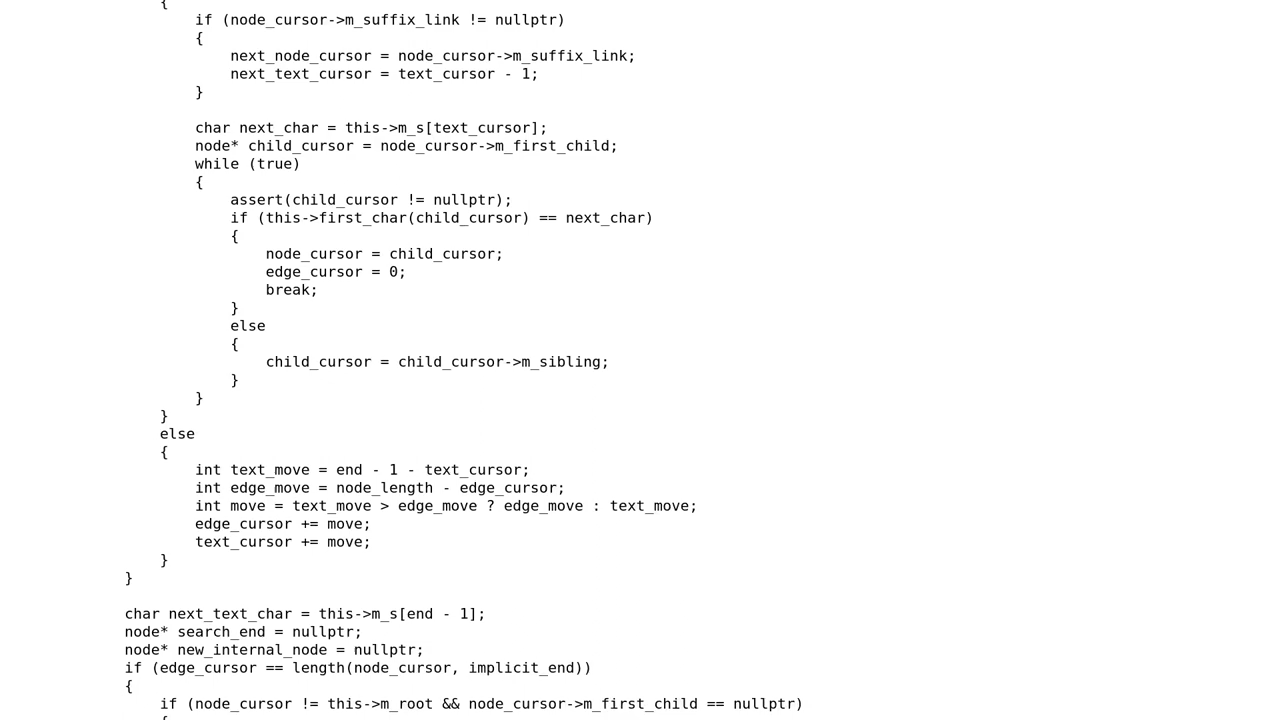 {
if (node_cursor->m_suffix_link != nullptr)
{
next_node_cursor = node_cursor->m_suffix_link;
next_text_cursor = text_cursor - 1;
}
char next_char = this->m_s[text_cursor];
node* child_cursor = node_cursor->m_first_child;
while (true)
{
assert(child_cursor != nullptr);
if (this->first_char(child_cursor) == next_char)
{
node_cursor = child_cursor;
edge_cursor = 0;
break;
}
else
{
child_cursor = child_cursor->m_sibling;
}
}
}
else
{
int text_move = end - 1 - text_cursor;
int edge_move = node_length - edge_cursor;
int move = text_move > edge_move ? edge_move : text_move;
edge_cursor += move;
text_cursor += move;
}
}
char next_text_char = this->m_s[end - 1];
node* search_end = nullptr;
node* new_internal_node = nullptr;
if (edge_cursor == length(node_cursor, implicit_end))
{
if (node_cursor != this->m_root && node_cursor->m_first_child == nullptr)
{